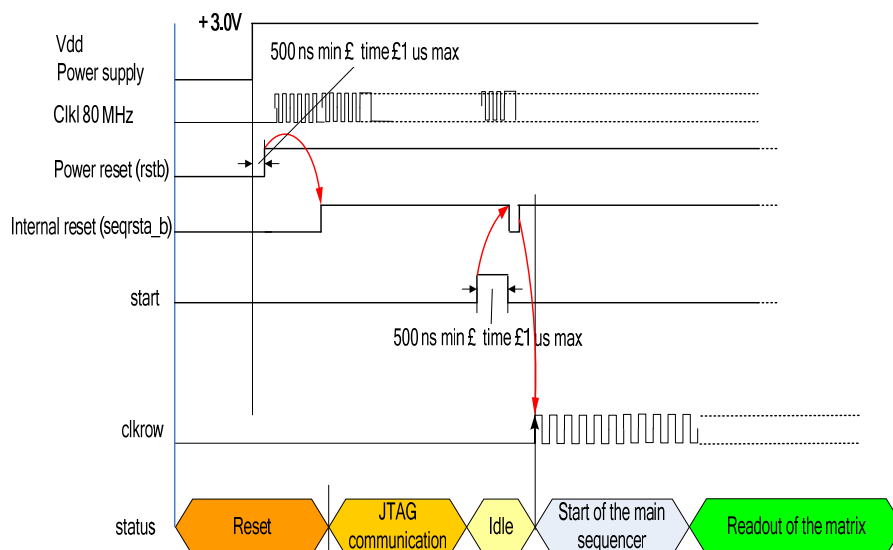 + 3.0V
Vdd
Power supply
500 ns min £ time £1 us max
Clkl 80 MHz
Power reset (rstb)
Internal reset (seqrsta_b)
start
500 ns min £ time £1 us max
clkrow
status
Reset
JTAG
communication
Idle
Start of the main
sequencer
Readout of the matrix